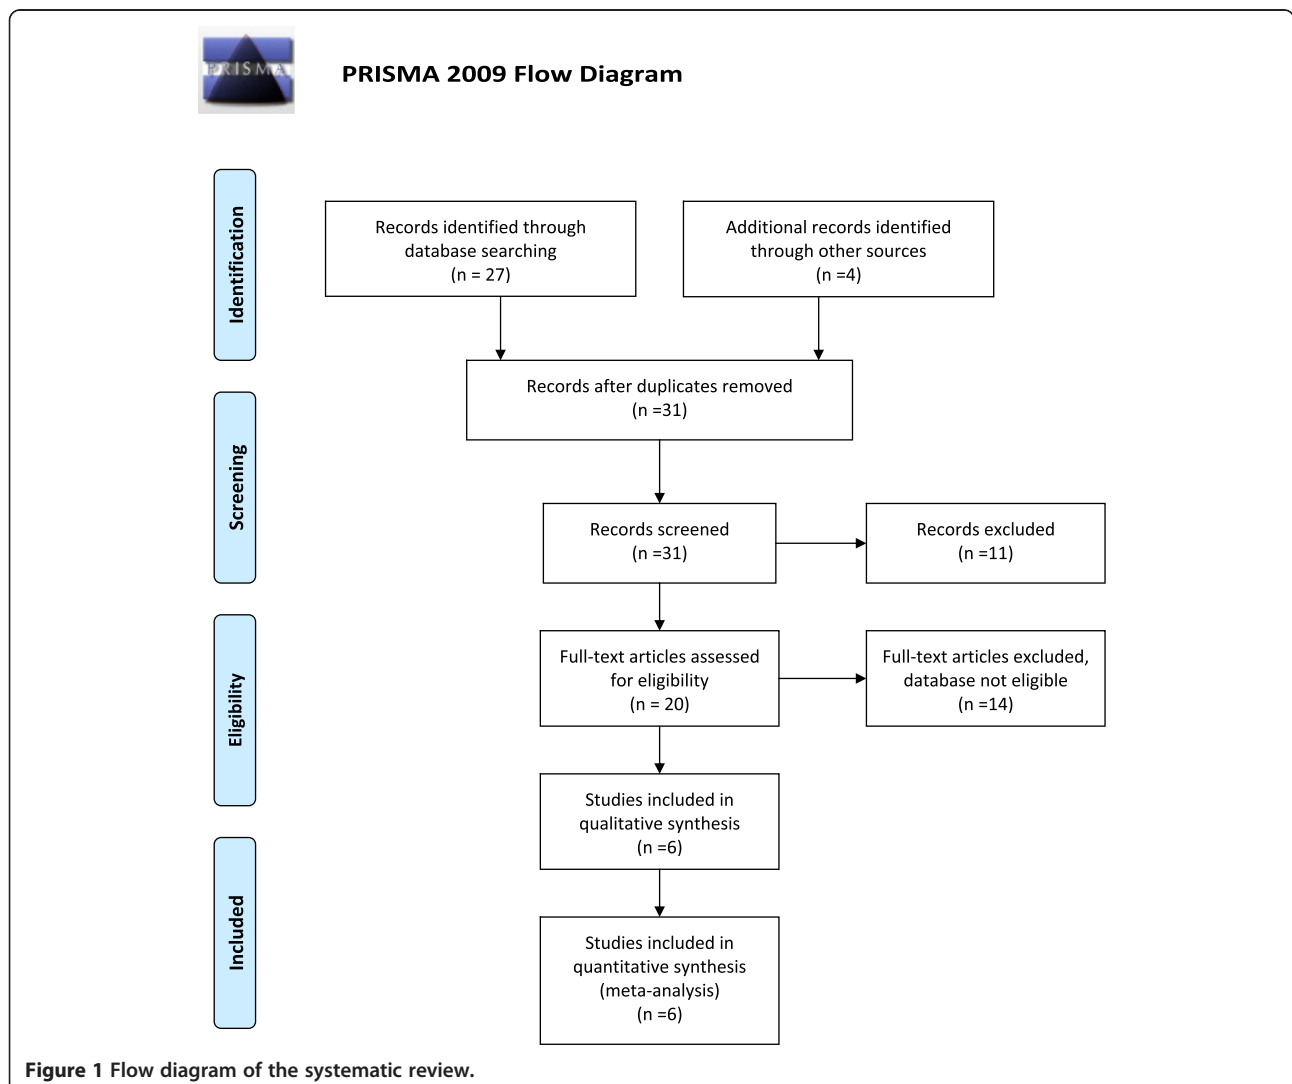 PRISMA
PRISMA 2009 Flow Diagram
Identification
Records identified through
database searching
(n = 27)
Additional records identified
through other sources
(n =4)
Records after duplicates removed
(n =31)
Screening
Records screened
(n =31)
Records excluded
(n =11)
Eligibility
Full-text articles assessed
for eligibility
(n = 20)
Full-text articles excluded,
database not eligible
(n =14)
Studies included in
qualitative synthesis
(n =6)
Included
Studies included in
quantitative synthesis
(meta-analysis)
(n =6)
Figure 1 Flow diagram of the systematic review.